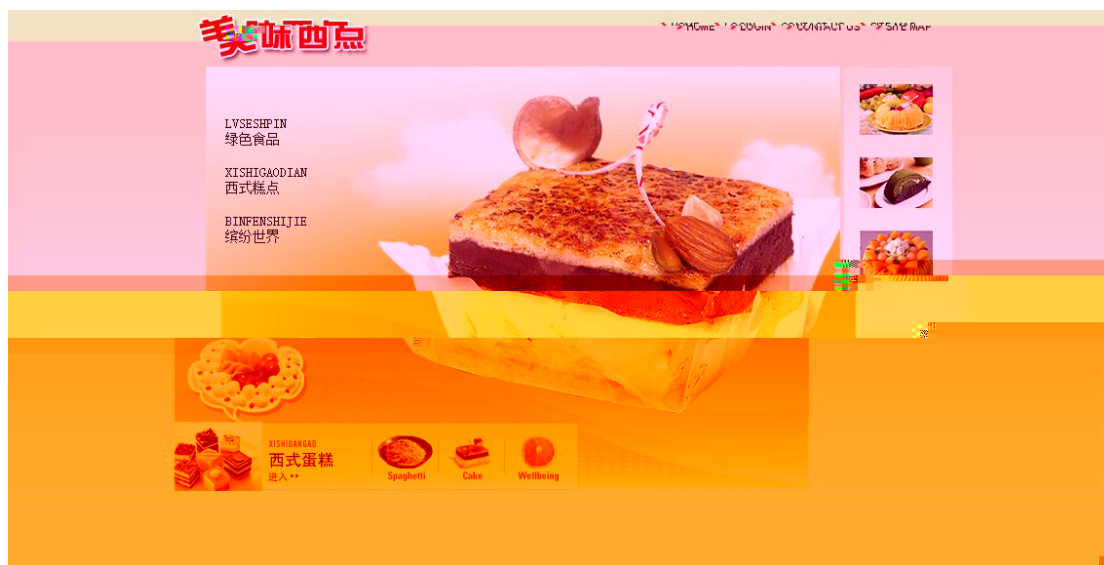 美味西点
HOME LOGIN CONTACT US SITE MAP
LVSESHPIN
绿色食品
XISHIGAODIAN
西式糕点
BINFENSHIJIE
缤纷世界
XISHIDANGAO
西式蛋糕
进入
Spaghetti Cake Wellbeing